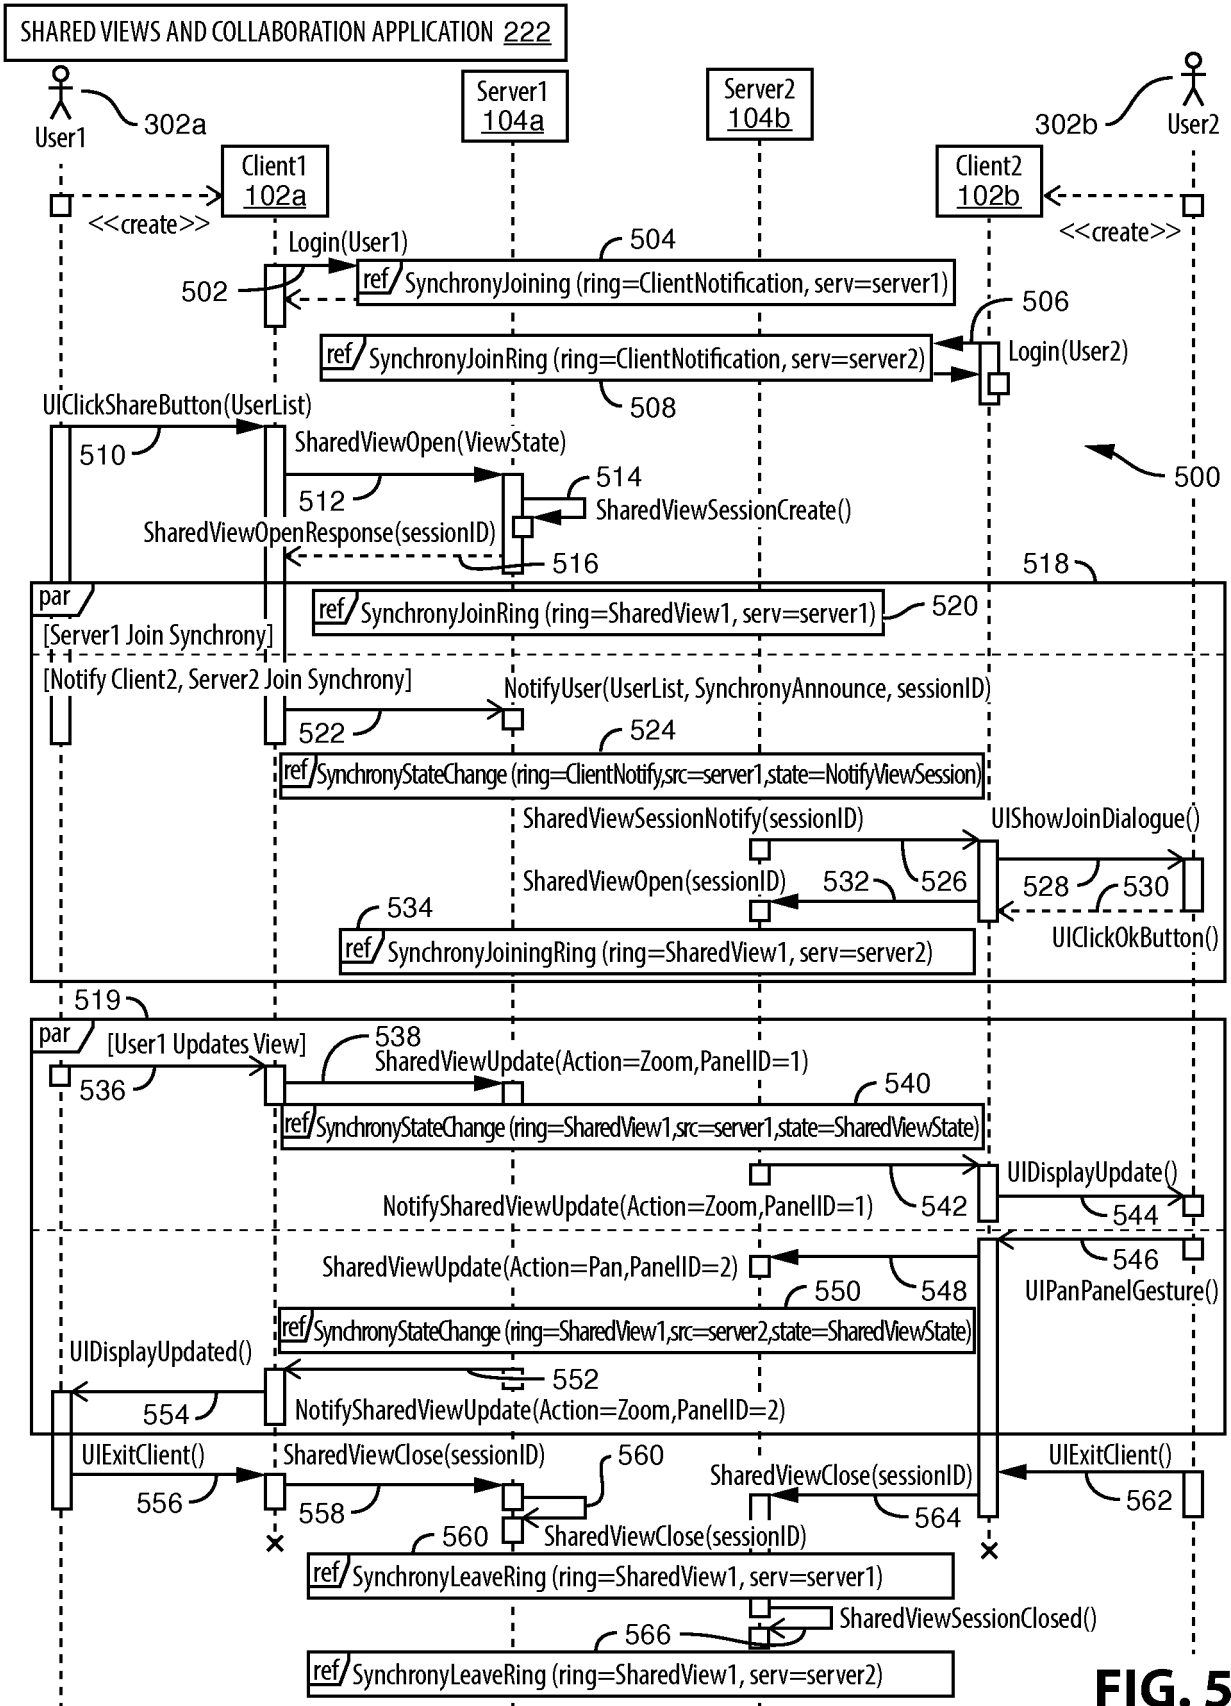 SHARED VIEWS AND COLLABORATION APPLICATION 222
User1
302a
Server1
104a
Server2
104b
302b
User2
Client1
102a
Client2
102b
<<create>>
<<create>>
Login(User1)
504
502
ref SynchronyJoining (ring=ClientNotification, serv=server1)
506
ref SynchronyJoinRing (ring=ClientNotification, serv=server2)
Login(User2)
508
UIClickShareButton(UserList)
510
SharedViewOpen(ViewState)
500
512
514
SharedViewSessionCreate()
SharedViewOpenResponse(sessionID)
516
518
par
ref SynchronyJoinRing (ring=SharedView1, serv=server1)
520
[Server1 Join Synchrony]
[Notify Client2, Server2 Join Synchrony]
NotifyUser(UserList, SynchronyAnnounce, sessionID)
522
524
ref SynchronyStateChange (ring=ClientNotify,src=server1,state=NotifyViewSession)
SharedViewSessionNotify(sessionID)
UIShowJoinDialogue()
SharedViewOpen(sessionID)
532
526
528
530
534
UIClickOkButton()
ref SynchronyJoiningRing (ring=SharedView1, serv=server2)
519
par
[User1 Updates View]
538
SharedViewUpdate(Action=Zoom,PanelID=1)
536
540
ref SynchronyStateChange (ring=SharedView1,src=server1,state=SharedViewState)
UIDisplayUpdate()
NotifySharedViewUpdate(Action=Zoom,PanelID=1)
542
544
546
SharedViewUpdate(Action=Pan,PanelID=2)
548
550
UIPanPanelGesture()
ref SynchronyStateChange (ring=SharedView1,src=server2,state=SharedViewState)
UIDisplayUpdated()
552
554
NotifySharedViewUpdate(Action=Zoom,PanelID=2)
UIExitClient()
SharedViewClose(sessionID)
560
UIExitClient()
SharedViewClose(sessionID)
556
558
564
562
560
SharedViewClose(sessionID)
ref SynchronyLeaveRing (ring=SharedView1, serv=server1)
SharedViewSessionClosed()
566
ref SynchronyLeaveRing (ring=SharedView1, serv=server2)
FIG. 5